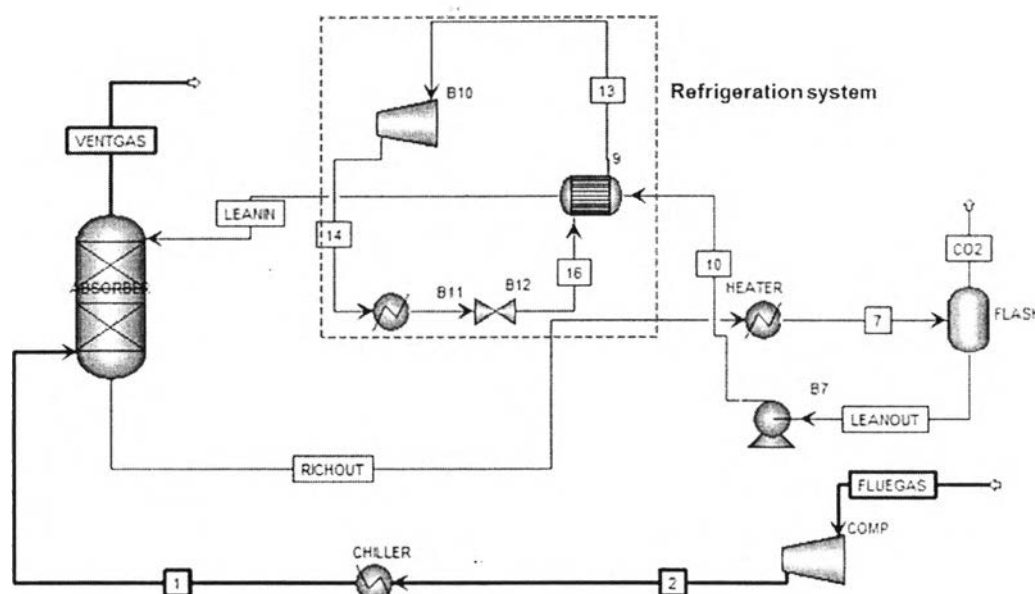 B10
13
Refrigeration system
VENTGAS
9
LEANIN
14
10
CO2
16
HEATER
B11
B12
7
FLASH
ABSORBER
B7
LEANOUT
RICHOUT
FLUEGAS
COMP
CHILLER
1
2